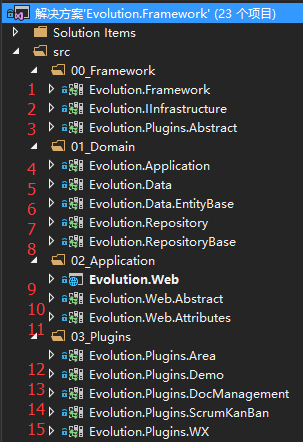 解决方案'Evolution.Framework' (23 个项目)
Solution Items
src
00_Framework
1 Evolution.Framework
2 Evolution.IInfrastructure
3 Evolution.Plugins.Abstract
01_Domain
4 Evolution.Application
5 Evolution.Data
6 Evolution.Data.EntityBase
7 Evolution.Repository
8 Evolution.RepositoryBase
02_Application
9 Evolution.Web
10 Evolution.Web.Abstract
11 Evolution.Web.Attributes
03_Plugins
12 Evolution.Plugins.Area
13 Evolution.Plugins.Demo
14 Evolution.Plugins.DocManagement
14 Evolution.Plugins.ScrumKanBan
15 Evolution.Plugins.WX